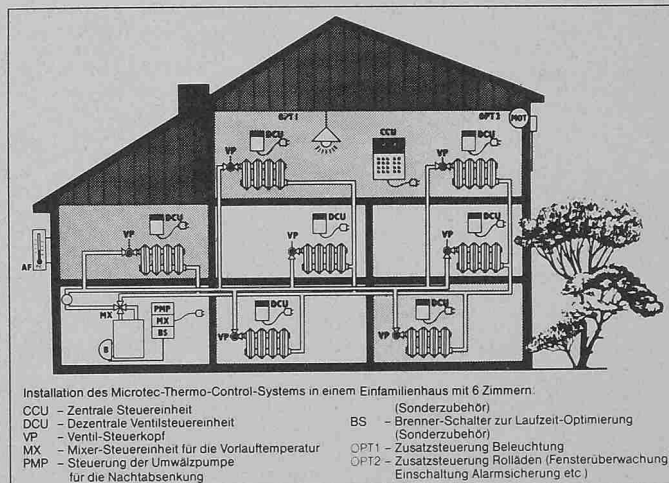 OPT1
OPT2
MOT
DCU
CCU
DCU
VP
VP
DCU
DCU
DCU
VP
VP
VP
AF
MX
PMP
MX
BS
B
DCU
DCU
VP
VP
Installation des Microtec-Thermo-Control-Systems in einem Einfamilienhaus mit 6 Zimmern:
CCU – Zentrale Steuereinheit
DCU – Dezentrale Ventilsteuereinheit
VP – Ventil-Steuerkopf
MX – Mixer-Steuereinheit für die Vorlauftemperatur
PMP – Steuerung der Umwälzpumpe
für die Nachtabsenkung
(Sonderzubehör)
BS – Brenner-Schalter zur Laufzeit-Optimierung
(Sonderzubehör)
OPT1 – Zusatzsteuerung Beleuchtung
OPT2 – Zusatzsteuerung Rolläden (Fensterüberwachung
Einschaltung Alarmsicherung etc.)